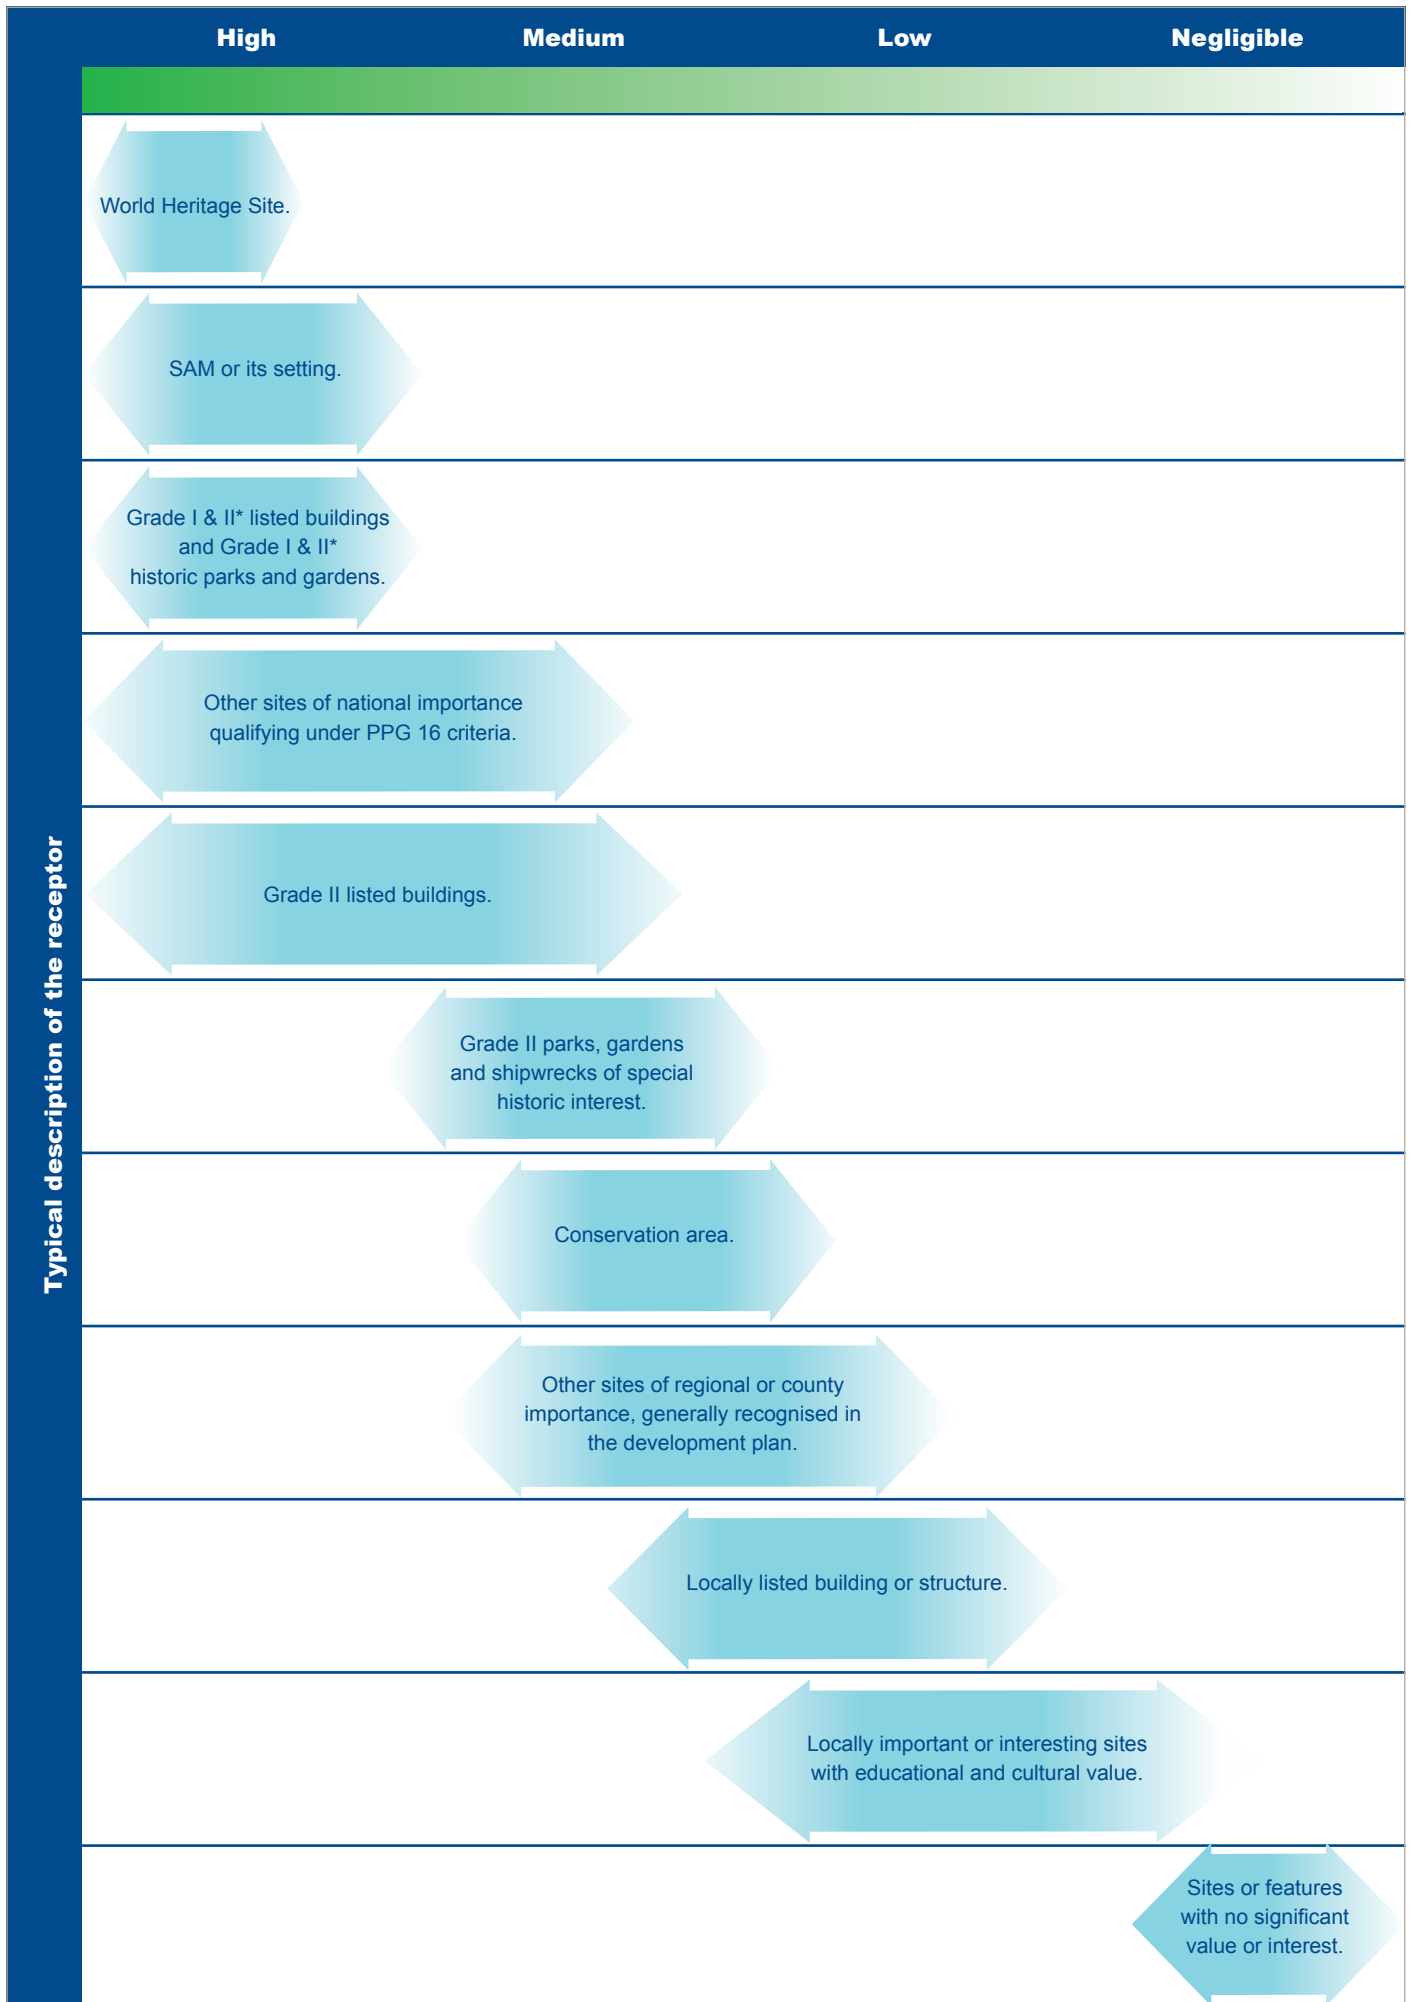 High Medium Low Negligible
Typical description of the receptor
World Heritage Site.
SAM or its setting.
Grade I & II* listed buildings
and Grade I & II*
historic parks and gardens.
Other sites of national importance
qualifying under PPG 16 criteria.
Grade II listed buildings.
Grade II parks, gardens
and shipwrecks of special
historic interest.
Conservation area.
Other sites of regional or county
importance, generally recognised in
the development plan.
Locally listed building or structure.
Locally important or interesting sites
with educational and cultural value.
Sites or features
with no significant
value or interest.